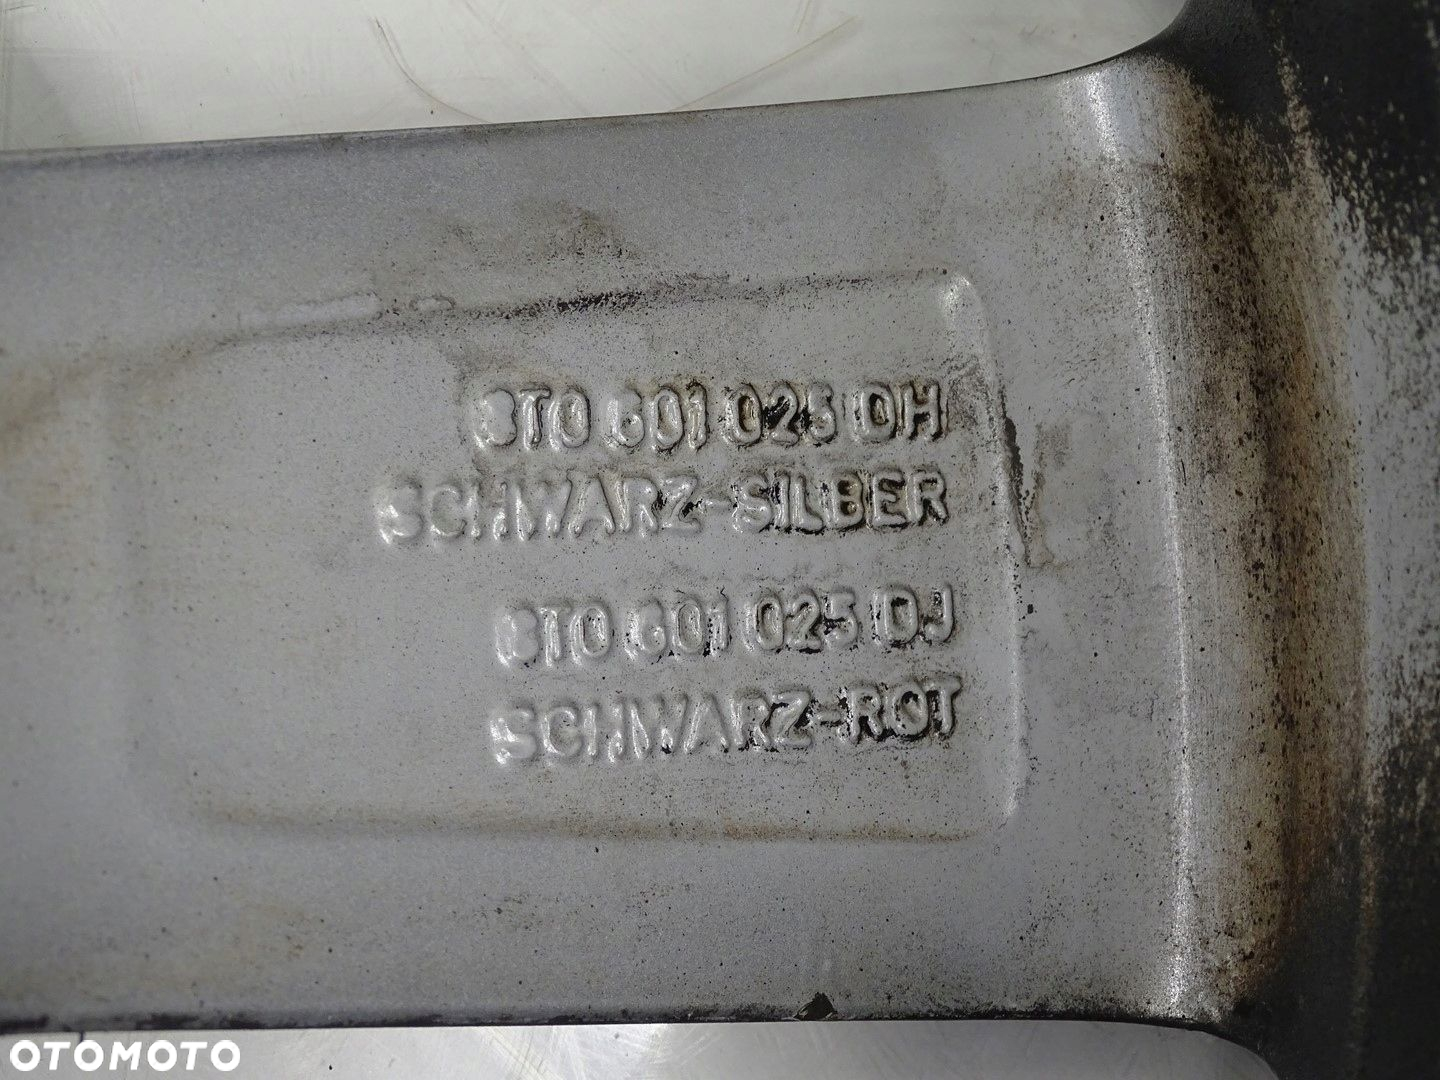 8T0 601 025 DH
SCHWARZ-SILBER
8T0 601 025 DJ
SCHWARZ-ROT
OTOMOTO